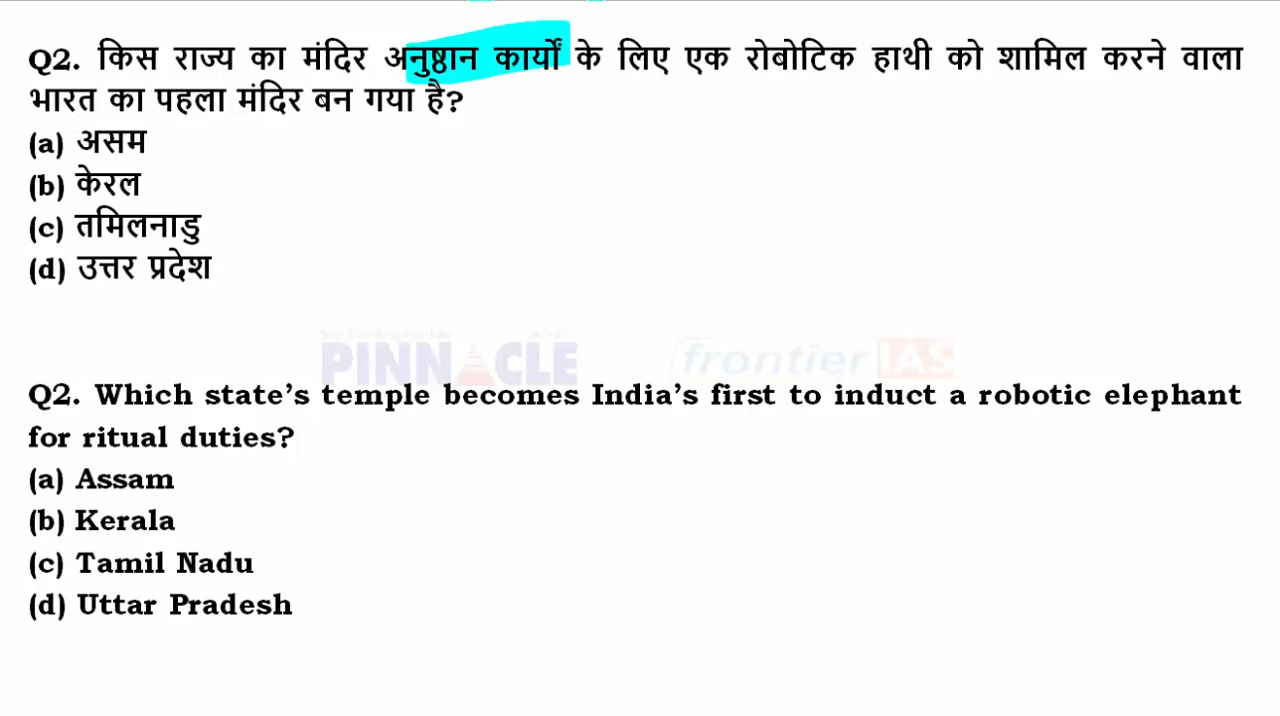 Q2. किस राज्य का मंदिर अनुष्ठान कार्यों के लिए एक रोबोटिक हाथी को शामिल करने वाला
भारत का पहला मंदिर बन गया है?
(a) असम
(b) केरल
(c) तमिलनाडु
(d) उत्तर प्रदेश
PINNACLE frontier IAS
Q2. Which state’s temple becomes India’s first to induct a robotic elephant
for ritual duties?
(a) Assam
(b) Kerala
(c) Tamil Nadu
(d) Uttar Pradesh